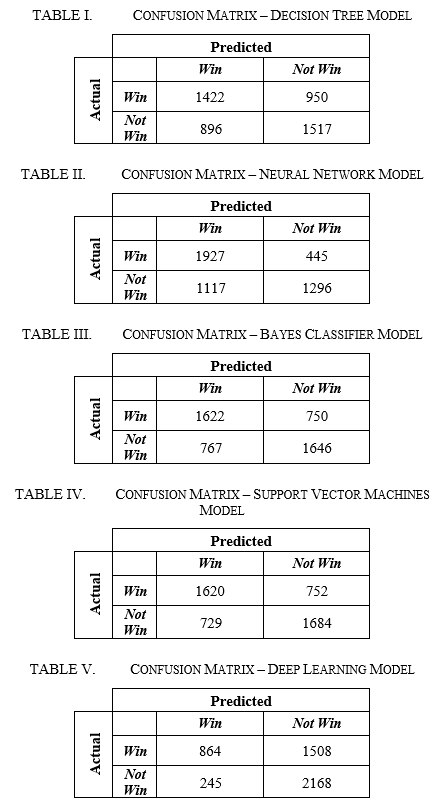 TABLE I. CONFUSION MATRIX – DECISION TREE MODEL
Predicted
Win Not Win
Actual
Win 1422 950
Not
Win 896 1517
TABLE II. CONFUSION MATRIX – NEURAL NETWORK MODEL
Predicted
Win Not Win
Actual
Win 1927 445
Not
Win 1117 1296
TABLE III. CONFUSION MATRIX – BAYES CLASSIFIER MODEL
Predicted
Win Not Win
Actual
Win 1622 750
Not
Win 767 1646
TABLE IV. CONFUSION MATRIX – SUPPORT VECTOR MACHINES
MODEL
Predicted
Win Not Win
Actual
Win 1620 752
Not
Win 729 1684
TABLE V. CONFUSION MATRIX – DEEP LEARNING MODEL
Predicted
Win Not Win
Actual
Win 864 1508
Not
Win 245 2168